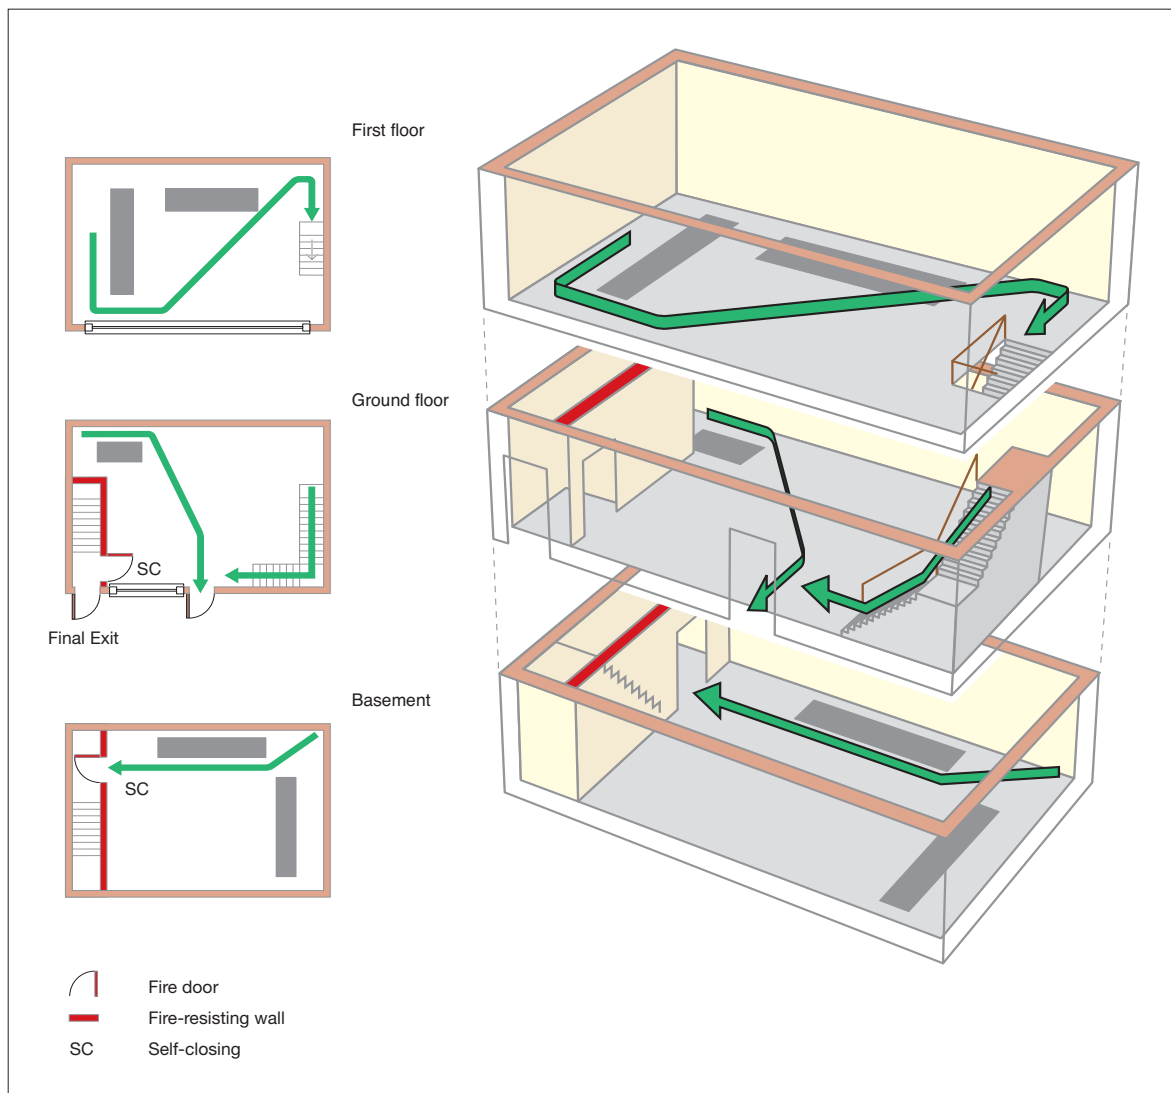 First floor
Ground floor
SC
Final Exit
Basement
SC
Fire door
Fire-resisting wall
SC Self-closing